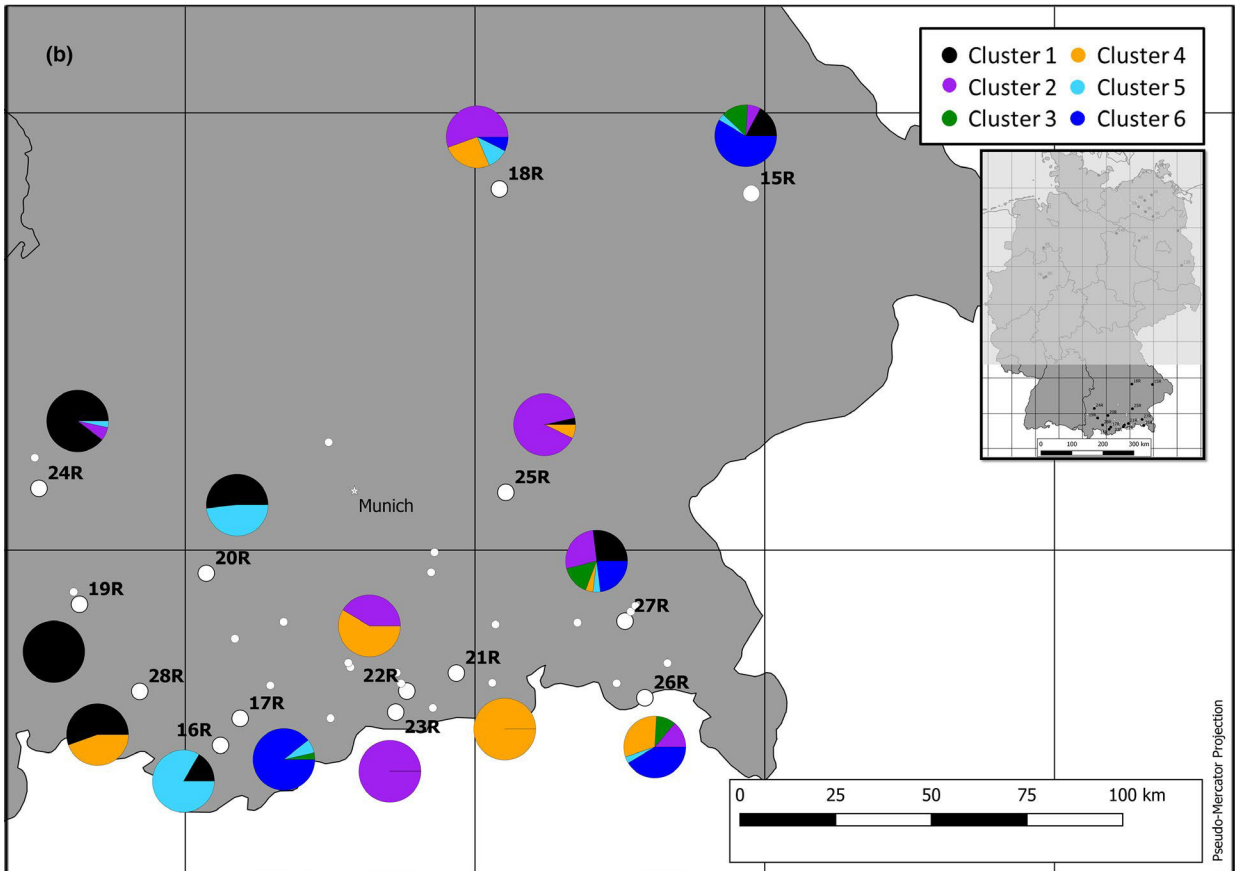 (b)
Cluster 1 Cluster 4
Cluster 2 Cluster 5
Cluster 3 Cluster 6
18R
15R
24R
Munich
25R
20R
19R
27R
21R
22R
28R
26R
17R
23R
16R
0 100 200 300 km
0 25 50 75 100 km
Pseudo-Mercator Projection